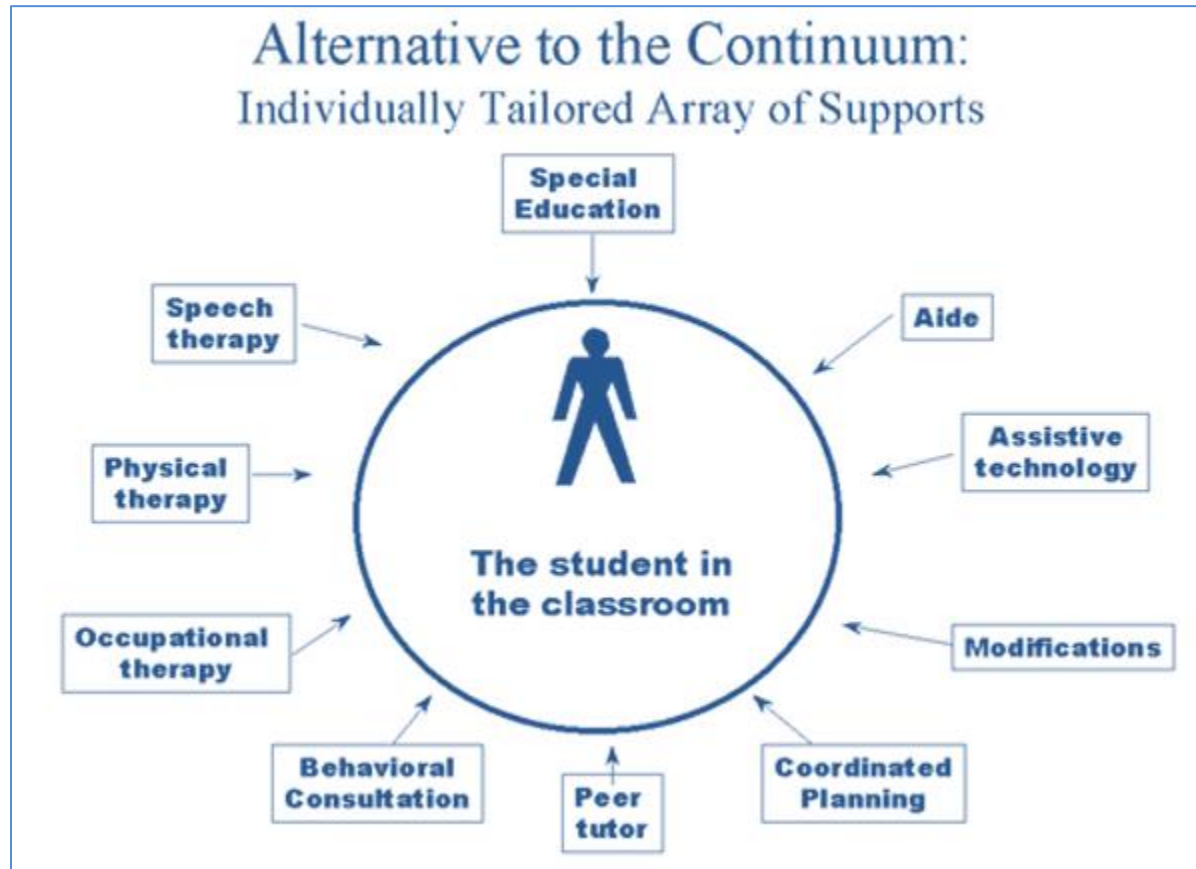 Alternative to the Continuum:
Individually Tailored Array of Supports
Special
Education
Speech
therapy
Aide
Physical
therapy
Assistive
technology
The student in
the classroom
Occupational
therapy
Modifications
Behavioral
Consultation
Peer
tutor
Coordinated
Planning